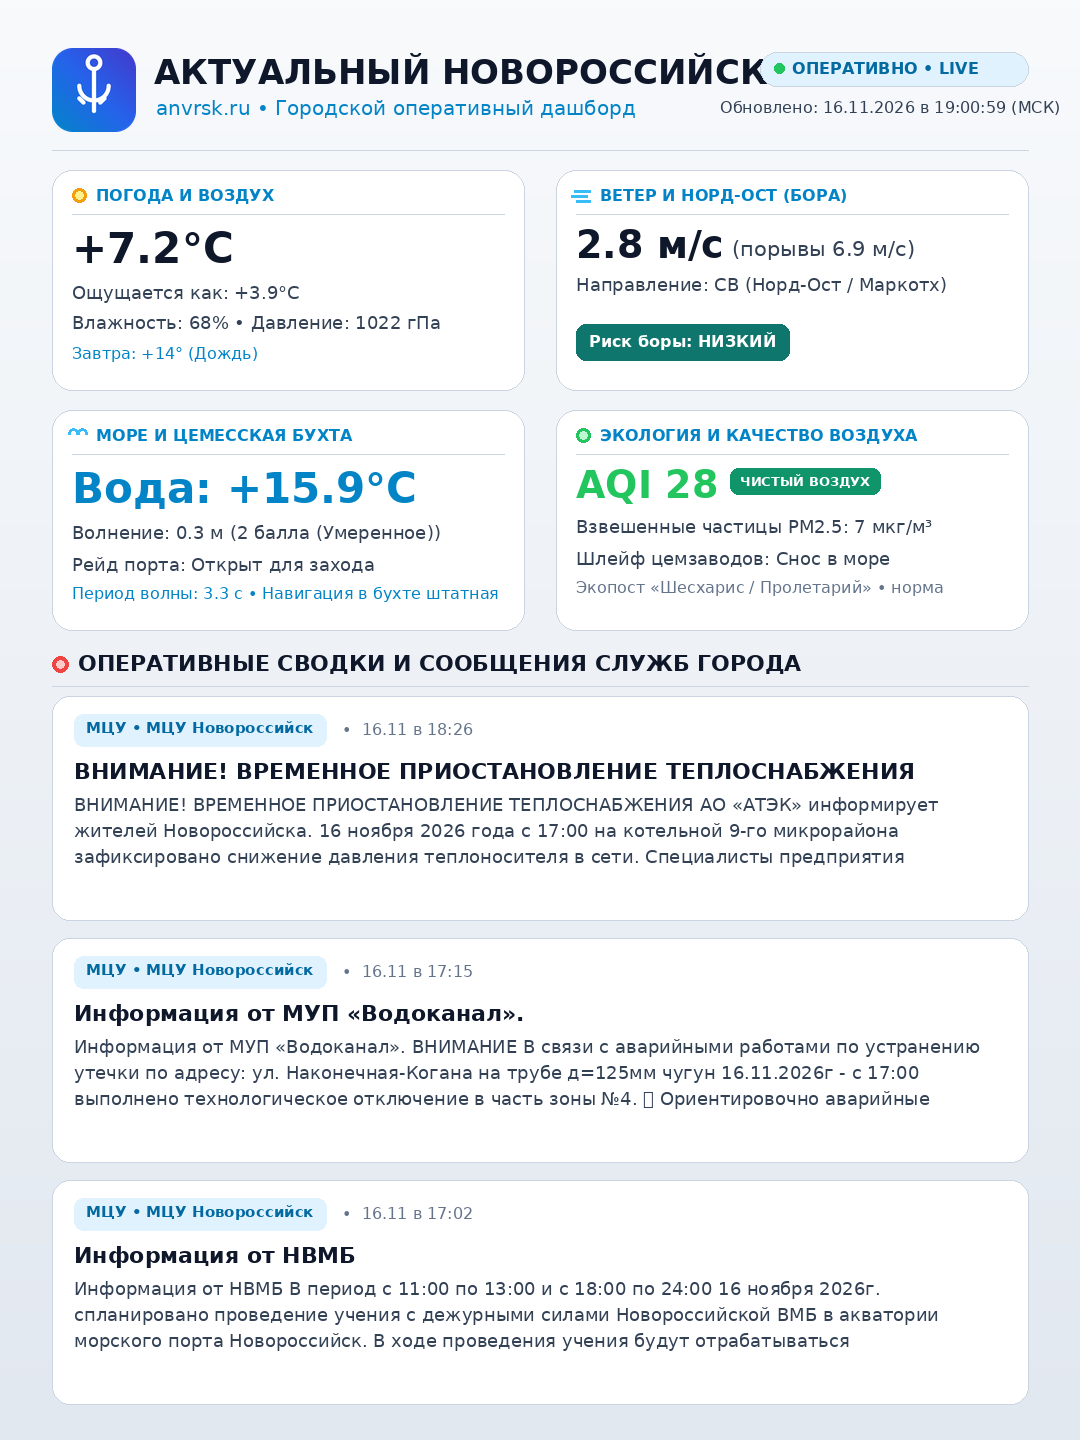 АКТУАЛЬНЫЙ НОВОРОССИЙСК
ОПЕРАТИВНО • LIVE
anvrsk.ru • Городской оперативный дашборд
Обновлено: 16.11.2026 в 19:00:59 (МСК)
ПОГОДА И ВОЗДУХ
+7.2°C
Ощущается как: +3.9°C
Влажность: 68% • Давление: 1022 гПа
Завтра: +14° (Дождь)
ВЕТЕР И НОРД-ОСТ (БОРА)
2.8 м/с (порывы 6.9 м/с)
Направление: СВ (Норд-Ост / Маркотх)
Риск боры: НИЗКИЙ
МОРЕ И ЦЕМЕССКАЯ БУХТА
Вода: +15.9°C
Волнение: 0.3 м (2 балла (Умеренное))
Рейд порта: Открыт для захода
Период волны: 3.3 с • Навигация в бухте штатная
ЭКОЛОГИЯ И КАЧЕСТВО ВОЗДУХА
AQI 28 ЧИСТЫЙ ВОЗДУХ
Взвешенные частицы PM2.5: 7 мкг/м³
Шлейф цемзаводов: Снос в море
Экопост «Шесхарис / Пролетарий» • норма
ОПЕРАТИВНЫЕ СВОДКИ И СООБЩЕНИЯ СЛУЖБ ГОРОДА
МЦУ • МЦУ Новороссийск • 16.11 в 18:26
ВНИМАНИЕ! ВРЕМЕННОЕ ПРИОСТАНОВЛЕНИЕ ТЕПЛОСНАБЖЕНИЯ
ВНИМАНИЕ! ВРЕМЕННОЕ ПРИОСТАНОВЛЕНИЕ ТЕПЛОСНАБЖЕНИЯ АО «АТЭК» информирует
жителей Новороссийска. 16 ноября 2026 года с 17:00 на котельной 9-го микрорайона
зафиксировано снижение давления теплоносителя в сети. Специалисты предприятия
МЦУ • МЦУ Новороссийск • 16.11 в 17:15
Информация от МУП «Водоканал».
Информация от МУП «Водоканал». ВНИМАНИЕ В связи с аварийными работами по устранению
утечки по адресу: ул. Наконечная-Когана на трубе д=125мм чугун 16.11.2026г - с 17:00
выполнено технологическое отключение в часть зоны №4. Ориентировочно аварийные
МЦУ • МЦУ Новороссийск • 16.11 в 17:02
Информация от НВМБ
Информация от НВМБ В период с 11:00 по 13:00 и с 18:00 по 24:00 16 ноября 2026г.
спланировано проведение учения с дежурными силами Новороссийской ВМБ в акватории
морского порта Новороссийск. В ходе проведения учения будут отрабатываться